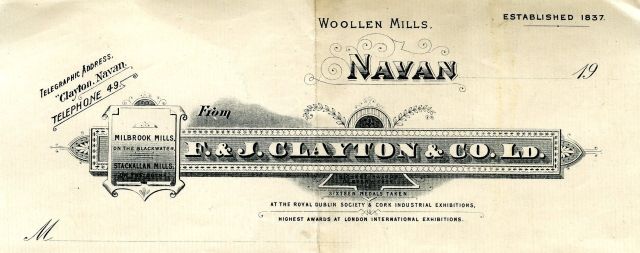 WOOLLEN MILLS.
ESTABLISHED 1837.
NAVAN
19
TELEGRAPHIC ADDRESS.
"Clayton, Navan."
TELEPHONE 49.
From
MILBROOK MILLS,
ON THE BLACKWATER.
STACKALLAN MILLS,
F. & J. CLAYTON & CO. LD.
SIXTEEN MEDALS TAKEN
AT THE ROYAL DUBLIN SOCIETY & CORK INDUSTRIAL EXHIBITIONS,
HIGHEST AWARDS AT LONDON INTERNATIONAL EXHIBITIONS.
M